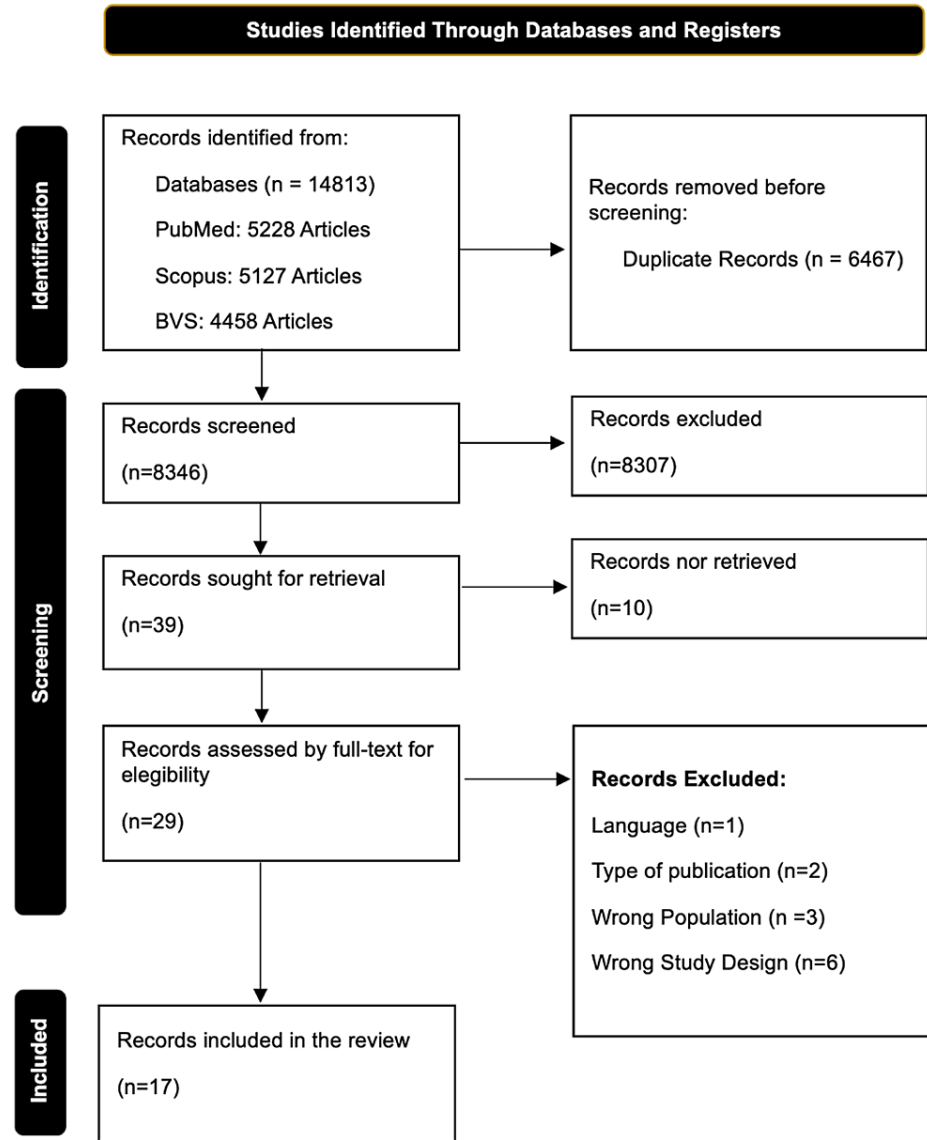 Studies Identified Through Databases and Registers
Identification
Records identified from:
Databases (n = 14813)
PubMed: 5228 Articles
Scopus: 5127 Articles
BVS: 4458 Articles
Records removed before
screening:
Duplicate Records (n = 6467)
Screening
Records screened
(n=8346)
Records excluded
(n=8307)
Records sought for retrieval
(n=39)
Records nor retrieved
(n=10)
Records assessed by full-text for
elegibility
(n=29)
Records Excluded:
Language (n=1)
Type of publication (n=2)
Wrong Population (n =3)
Wrong Study Design (n=6)
Included
Records included in the review
(n=17)